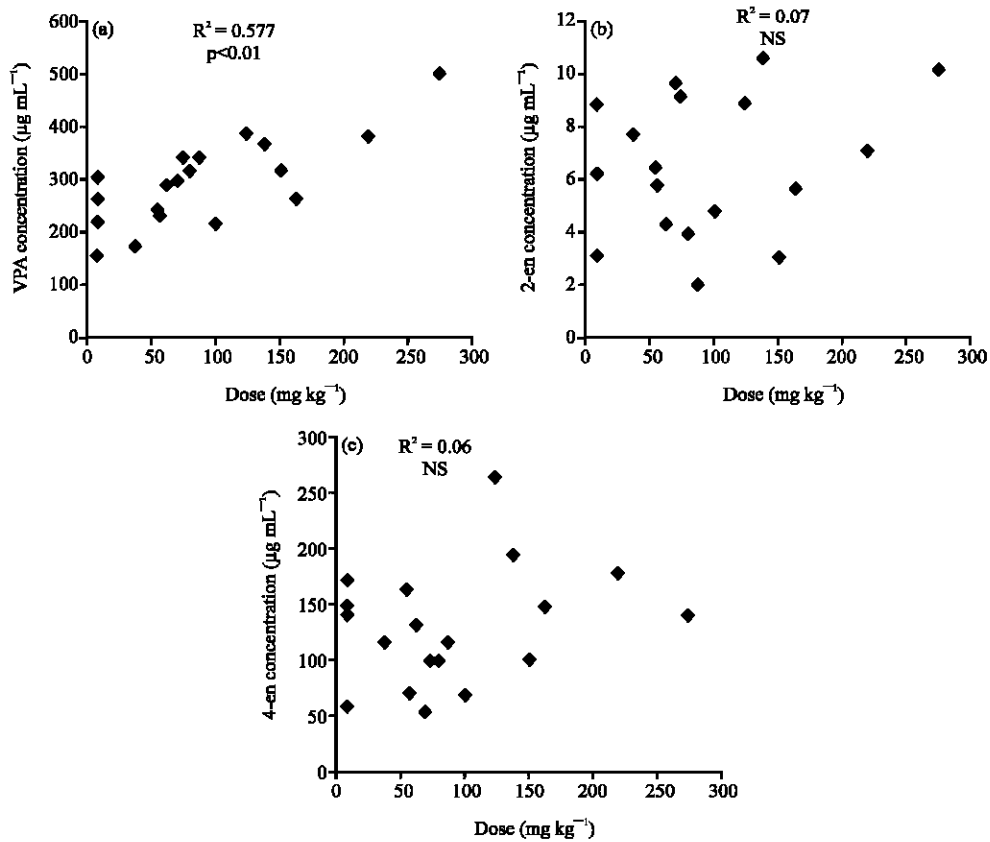 (a)
R² = 0.577
p<0.01
VPA concentration (µg mL⁻¹)
600
500
400
300
200
100
0
0 50 100 150 200 250 300
Dose (mg kg⁻¹)
(b)
R² = 0.07
NS
2-en concentration (µg mL⁻¹)
12
10
8
6
4
2
0
0 50 100 150 200 250 300
Dose (mg kg⁻¹)
(c)
R² = 0.06
NS
4-en concentration (µg mL⁻¹)
300
250
200
150
100
50
0
0 50 100 150 200 250 300
Dose (mg kg⁻¹)